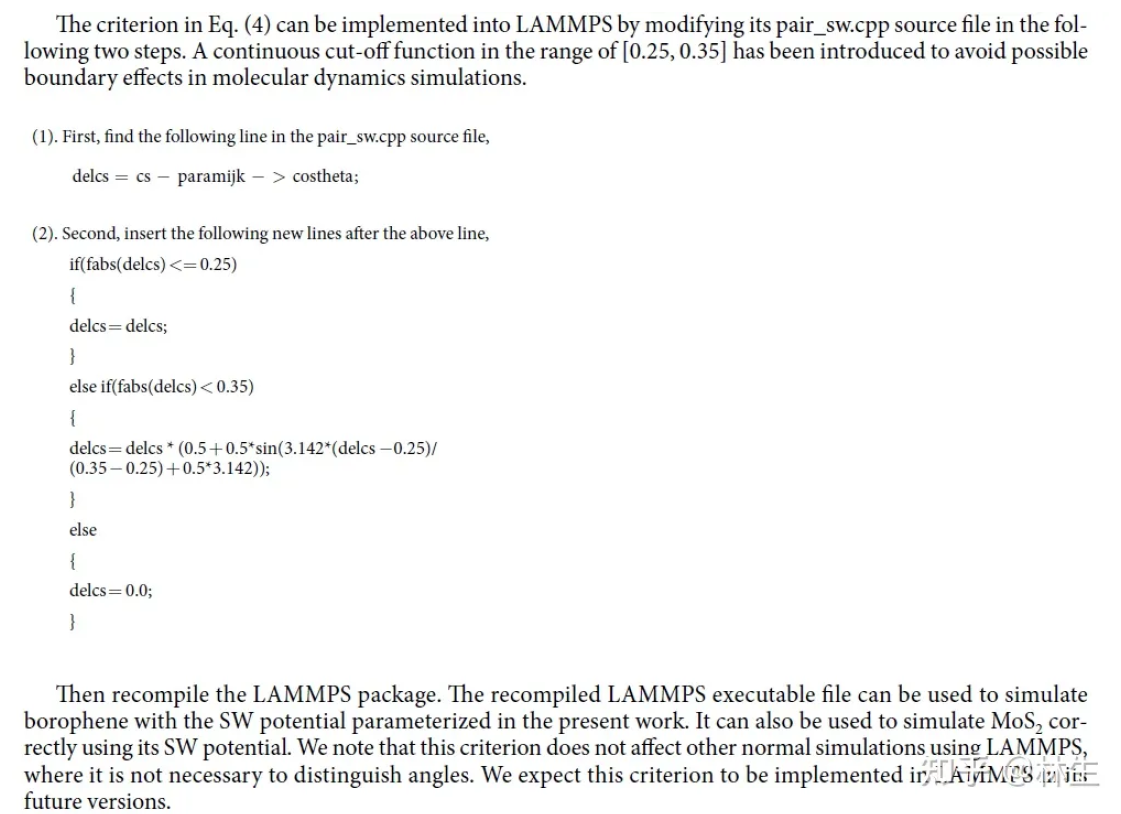 The criterion in Eq. (4) can be implemented into LAMMPS by modifying its pair_sw.cpp source file in the fol-
lowing two steps. A continuous cut-off function in the range of [0.25, 0.35] has been introduced to avoid possible
boundary effects in molecular dynamics simulations.
(1). First, find the following line in the pair_sw.cpp source file,
delcs = cs − paramijk − > costheta;
(2). Second, insert the following new lines after the above line,
if(fabs(delcs) <= 0.25)
{
delcs = delcs;
}
else if(fabs(delcs) < 0.35)
{
delcs = delcs * (0.5 + 0.5*sin(3.142*(delcs −0.25)/
(0.35 − 0.25) + 0.5*3.142));
}
else
{
delcs = 0.0;
}
Then recompile the LAMMPS package. The recompiled LAMMPS executable file can be used to simulate
borophene with the SW potential parameterized in the present work. It can also be used to simulate MoS₂ cor-
rectly using its SW potential. We note that this criterion does not affect other normal simulations using LAMMPS,
where it is not necessary to distinguish angles. We expect this criterion to be implemented in LAMMPS in its
future versions.
知乎 @林生